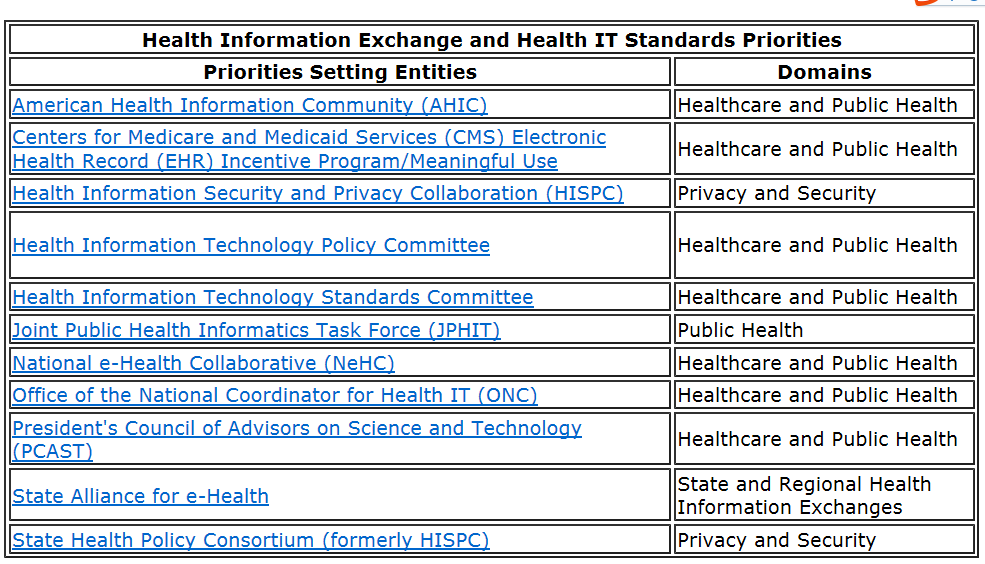 Health Information Exchange and Health IT Standards Priorities
Priorities Setting Entities Domains
American Health Information Community (AHIC) Healthcare and Public Health
Centers for Medicare and Medicaid Services (CMS) Electronic
Health Record (EHR) Incentive Program/Meaningful Use
Healthcare and Public Health
Health Information Security and Privacy Collaboration (HISPC) Privacy and Security
Health Information Technology Policy Committee Healthcare and Public Health
Health Information Technology Standards Committee Healthcare and Public Health
Joint Public Health Informatics Task Force (JPHIT) Public Health
National e-Health Collaborative (NeHC) Healthcare and Public Health
Office of the National Coordinator for Health IT (ONC) Healthcare and Public Health
President's Council of Advisors on Science and Technology
(PCAST)
Healthcare and Public Health
State Alliance for e-Health
State and Regional Health
Information Exchanges
State Health Policy Consortium (formerly HISPC) Privacy and Security